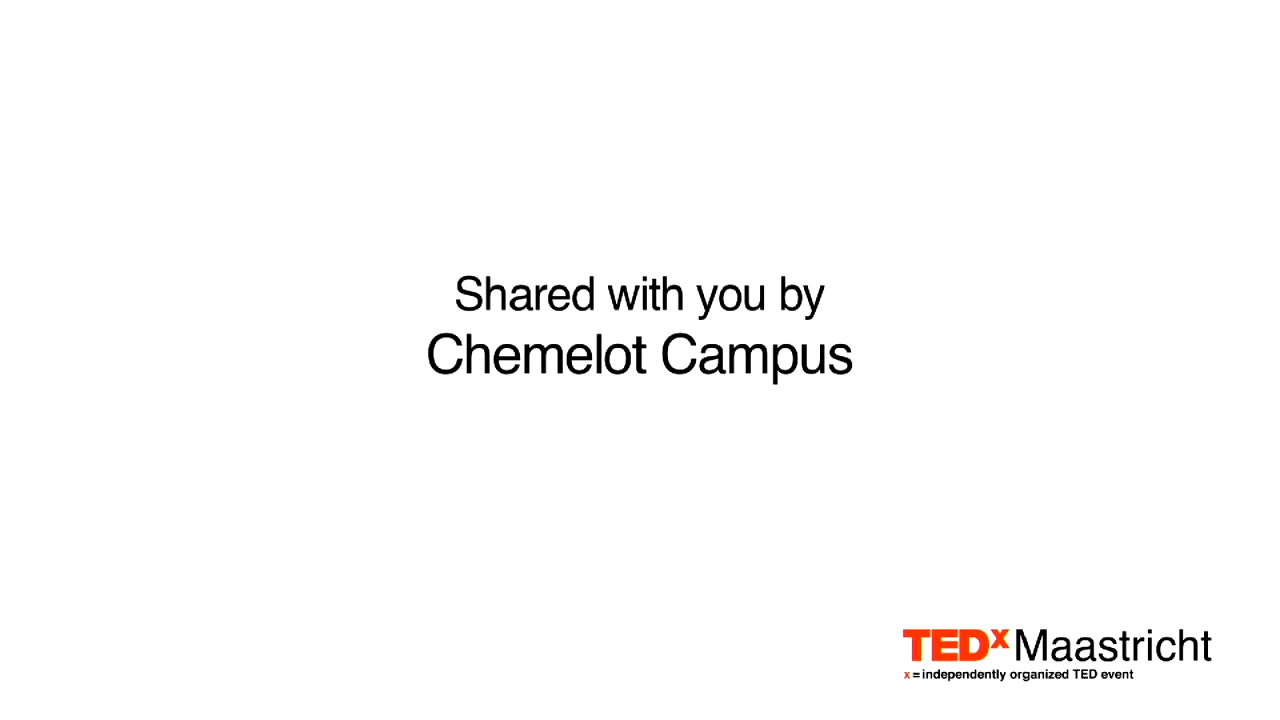 Shared with you by
Chemelot Campus
TEDx Maastricht
x = independently organized TED event